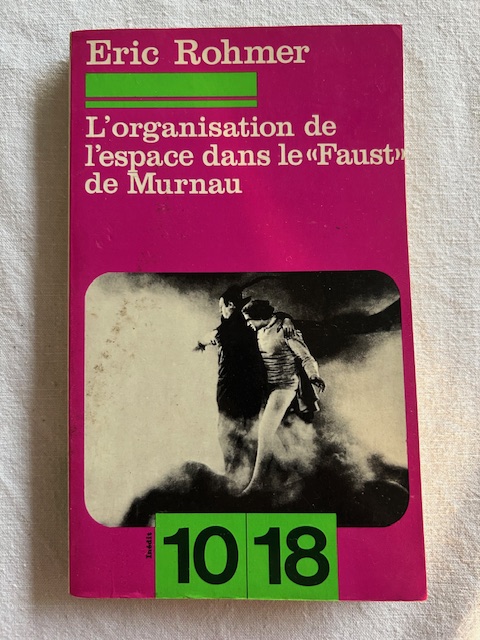 Eric Rohmer
L'organisation de
l'espace dans le «Faust»
de Murnau
Inédit
10 18